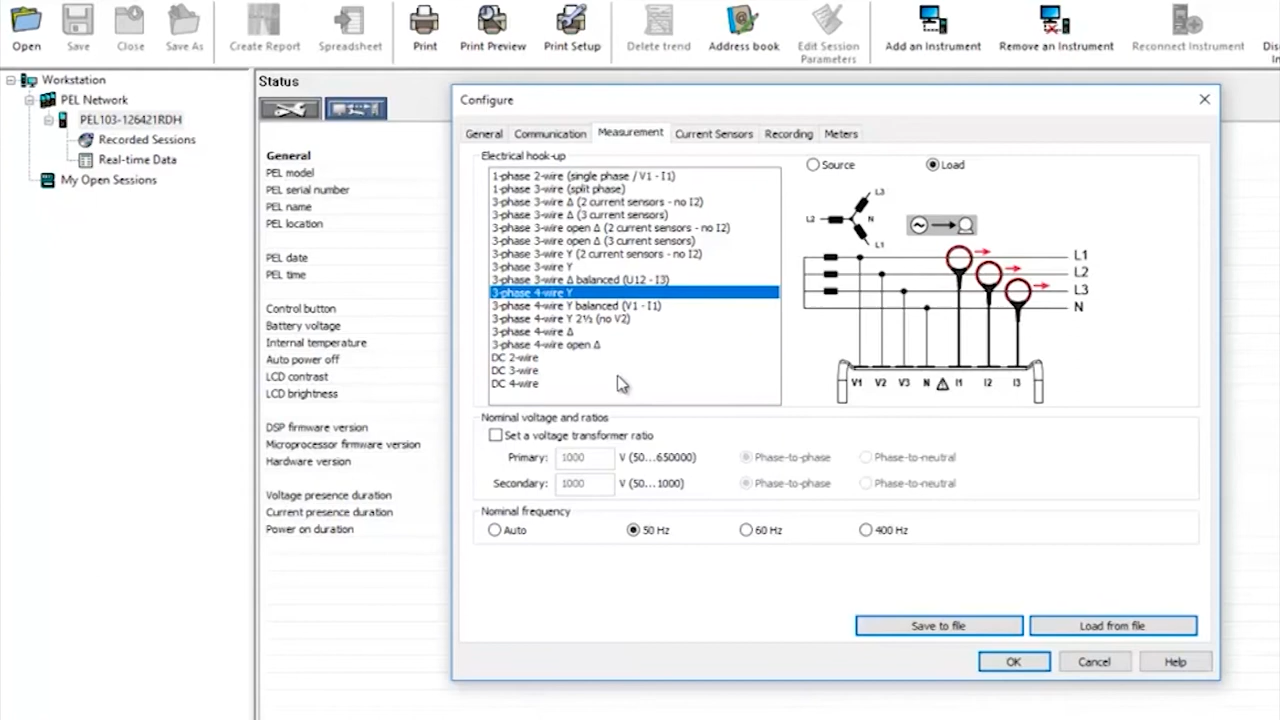 Open Save Close Save As Create Report Spreadsheet Print Print Preview Print Setup Delete trend Address book Edit Session Parameters Add an Instrument Remove an Instrument Reconnect Instrument
Workstation
PEL Network
PEL103-126421RDH
Recorded Sessions
Real-time Data
My Open Sessions
Status
General
PEL model
PEL serial number
PEL name
PEL location
PEL date
PEL time
Control button
Battery voltage
Internal temperature
Auto power off
LCD contrast
LCD brightness
DSP firmware version
Microprocessor firmware version
Hardware version
Voltage presence duration
Current presence duration
Power on duration
Configure
General Communication Measurement Current Sensors Recording Meters
Electrical hook-up
1-phase 2-wire (single phase / V1 - I1)
1-phase 3-wire (split phase)
3-phase 3-wire Δ (2 current sensors - no I2)
3-phase 3-wire Δ (3 current sensors)
3-phase 3-wire open Δ (2 current sensors - no I2)
3-phase 3-wire open Δ (3 current sensors)
3-phase 3-wire Y (2 current sensors - no I2)
3-phase 3-wire Y
3-phase 3-wire Δ balanced (U12 - I3)
3-phase 4-wire Y
3-phase 4-wire Y balanced (V1 - I1)
3-phase 4-wire Y 2½ (no V2)
3-phase 4-wire Δ
3-phase 4-wire open Δ
DC 2-wire
DC 3-wire
DC 4-wire
Source Load
L3
L2 N
L1
L1
L2
L3
N
V1 V2 V3 N I1 I2 I3
Nominal voltage and ratios
Set a voltage transformer ratio
Primary: 1000 V (50...650000) Phase-to-phase Phase-to-neutral
Secondary: 1000 V (50...1000) Phase-to-phase Phase-to-neutral
Nominal frequency
Auto 50 Hz 60 Hz 400 Hz
Save to file Load from file
OK Cancel Help